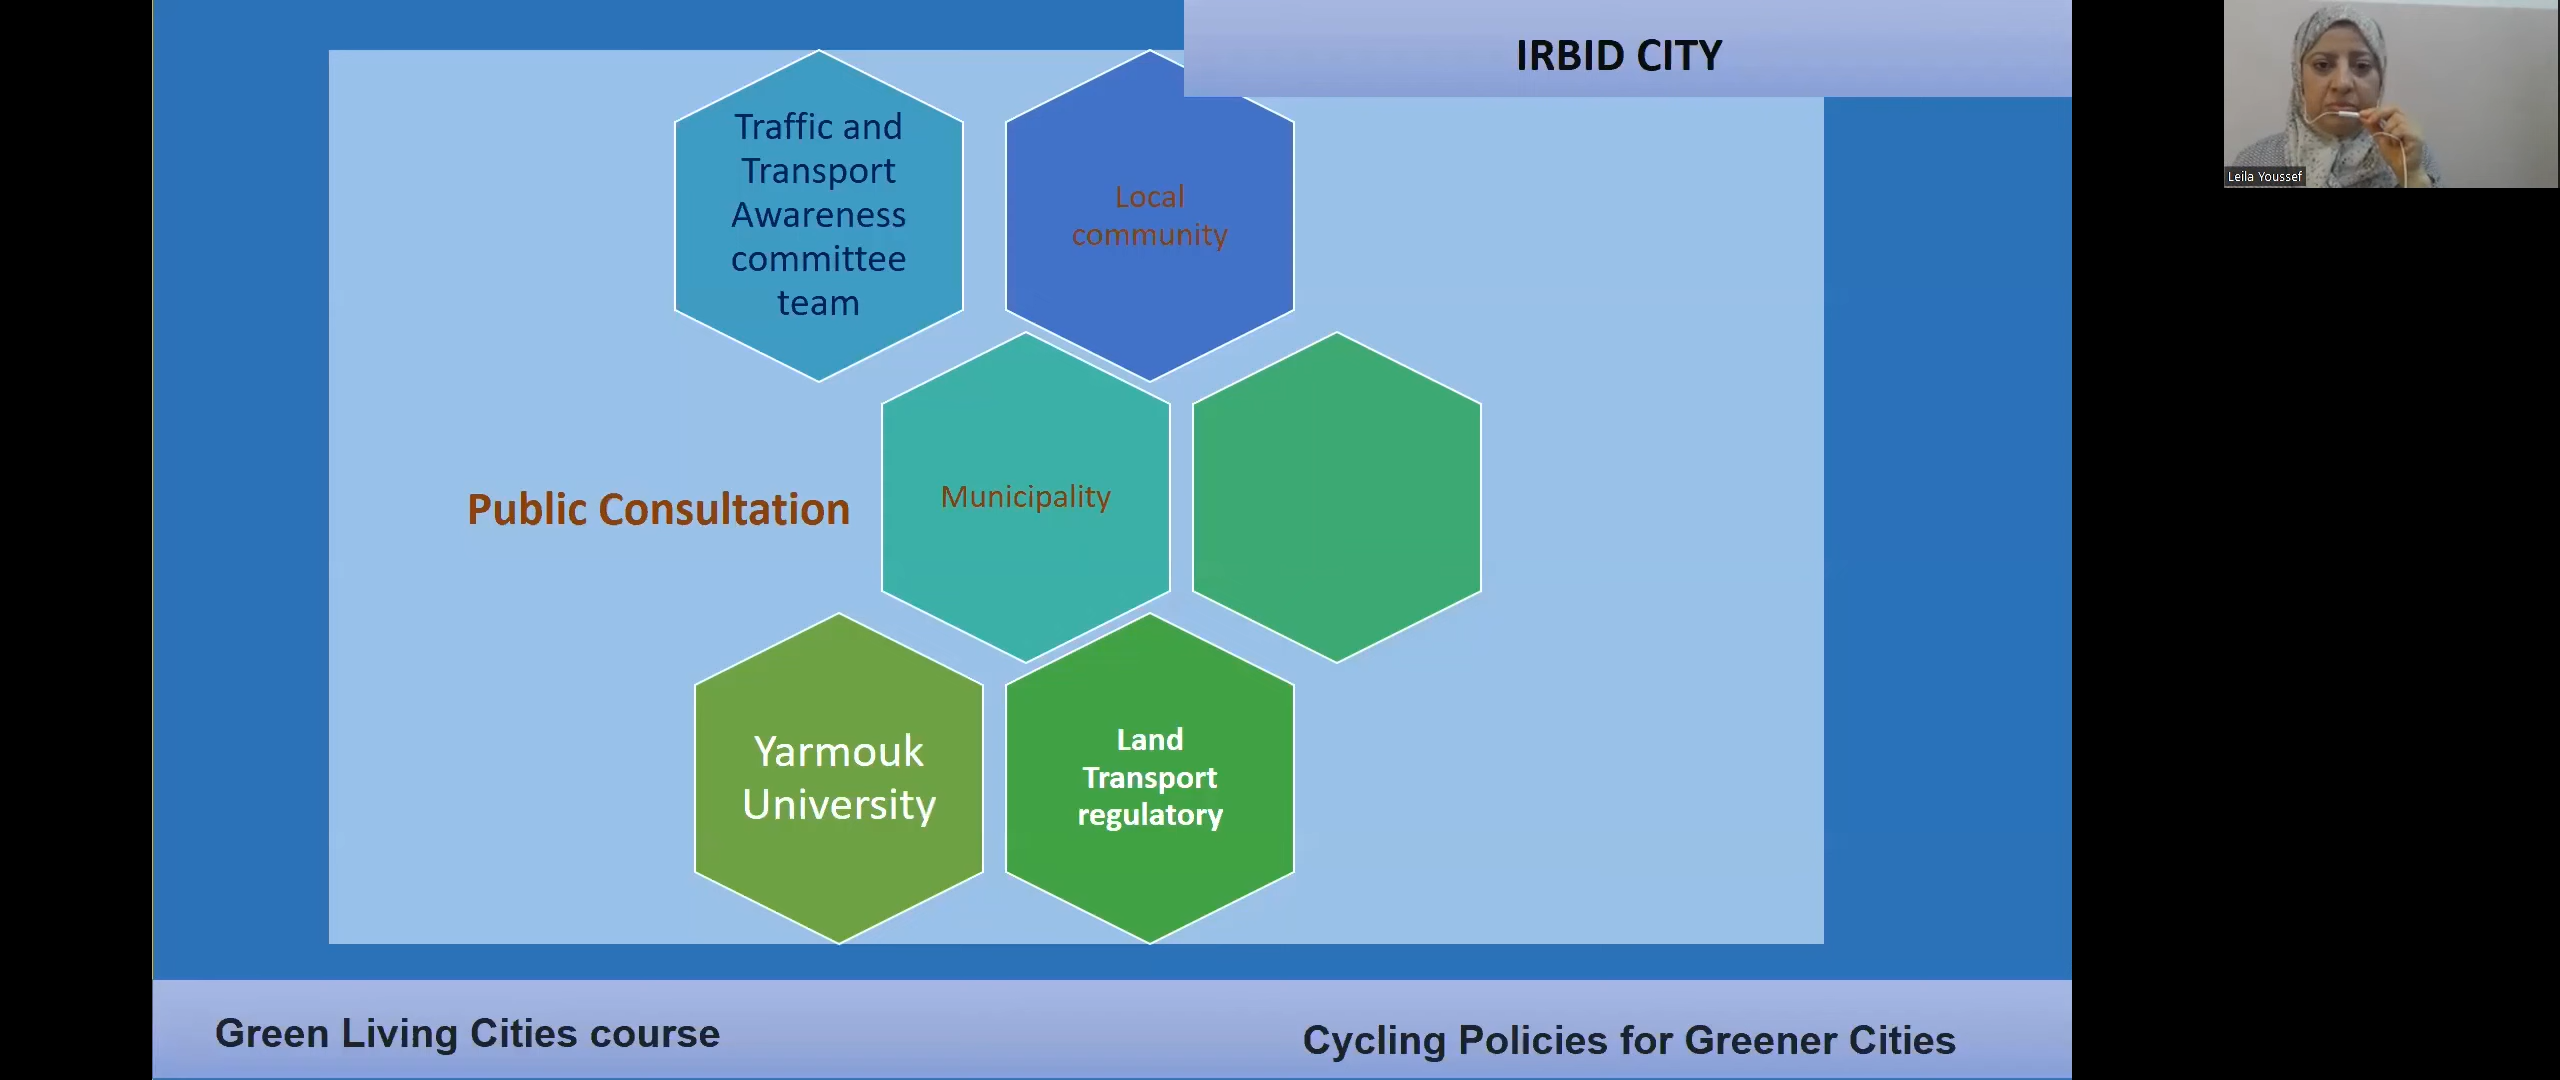 IRBID CITY
Traffic and
Transport
Awareness
committee
team
Local
community
Public Consultation
Municipality
Yarmouk
University
Land
Transport
regulatory
Green Living Cities course
Cycling Policies for Greener Cities
Leila Youssef